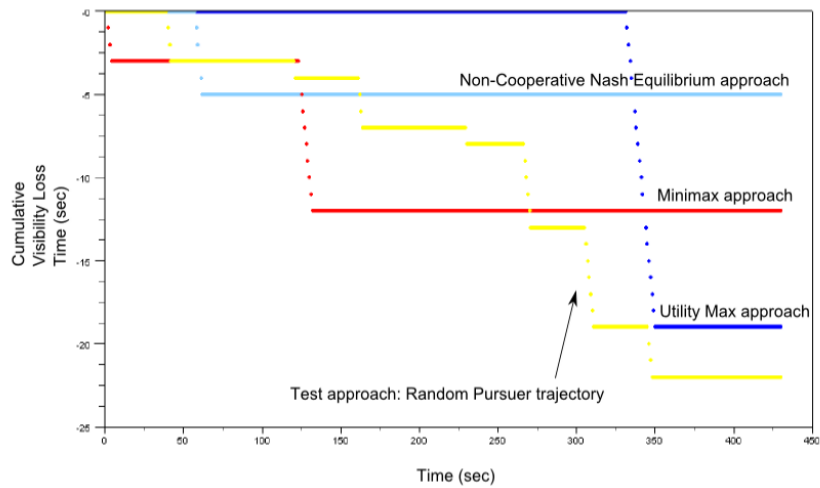 -0
-5
-10
-15
-20
-25
0
50
100
150
200
250
300
350
400
450
Cumulative
Visibility Loss
Time (sec)
Non-Cooperative Nash Equilibrium approach
Minimax approach
Utility Max approach
Test approach: Random Pursuer trajectory
Time (sec)